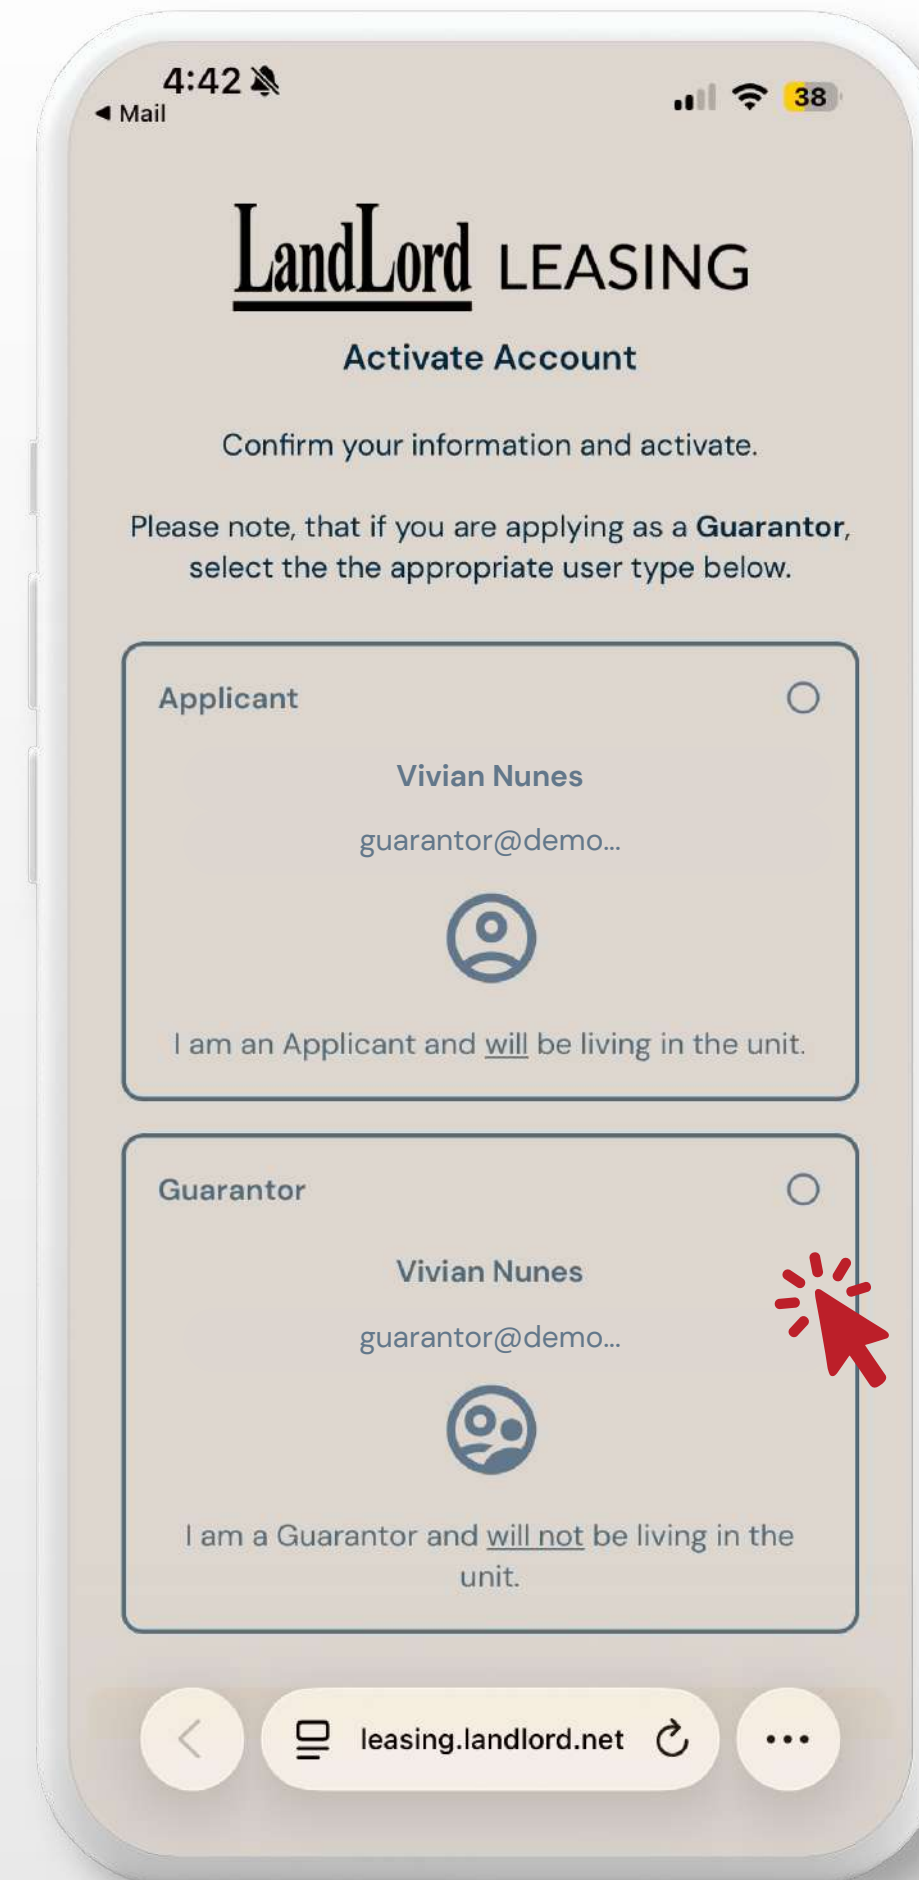 4:42
◀ Mail
38
LandLord LEASING
Activate Account
Confirm your information and activate.
Please note, that if you are applying as a Guarantor,
select the the appropriate user type below.
Applicant
Vivian Nunes
guarantor@demo...
I am an Applicant and will be living in the unit.
Guarantor
Vivian Nunes
guarantor@demo...
I am a Guarantor and will not be living in the
unit.
leasing.landlord.net